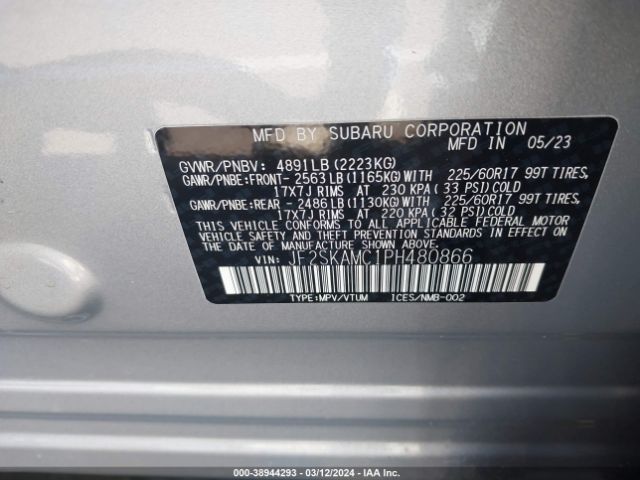 MFD BY SUBARU CORPORATION
MFD IN 05/23
GVWR/PNBV: 4891LB (2223KG)
GAWR/PNBE:FRONT- 2563LB (1165KG)WITH 225/60R17 99T TIRES,
17X7J RIMS AT 230 KPA (33 PSI)COLD
GAWR/PNBE:REAR - 2486LB (1130KG)WITH 225/60R17 99T TIRES,
17X7J RIMS AT 220 KPA (32 PSI)COLD
THIS VEHICLE CONFORMS TO ALL APPLICABLE FEDERAL MOTOR
VEHICLE SAFETY AND THEFT PREVENTION STANDARDS IN EFFECT ON
THE DATE OF MANUFACTURE SHOWN ABOVE.
VIN: JF2SKAMC1PH480866
TYPE:MPV/VTUM ICES/NMB-002
000-38944293 - 03/12/2024 - IAA Inc.